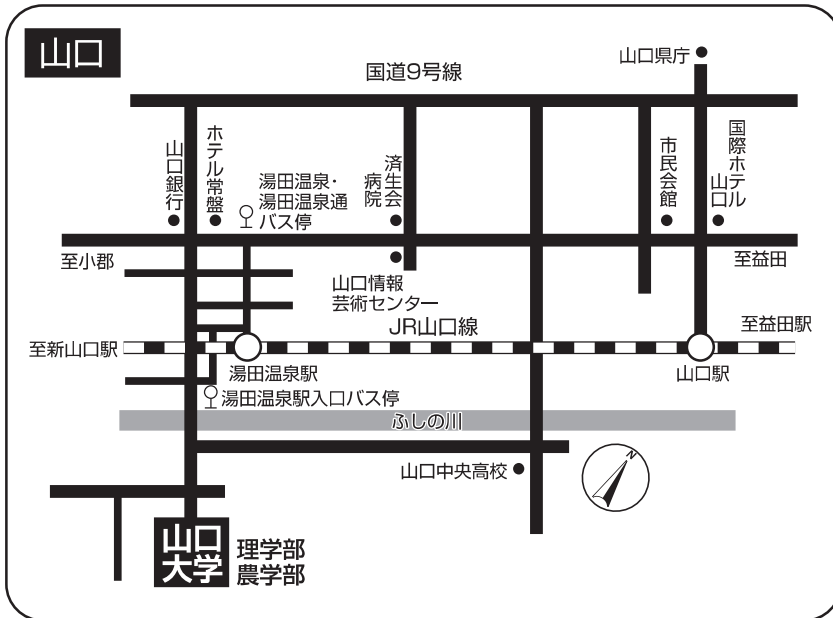 山口
国道9号線
山口県庁
山口銀行
ホテル常盤
湯田温泉・
湯田温泉通
バス停
済生会
病院
市民会館
国際ホテル
山口
至小郡
山口情報
芸術センター
至益田
JR山口線
至益田駅
至新山口駅
湯田温泉駅
山口駅
湯田温泉駅入口バス停
ふしの川
山口中央高校
N
山口
大学
理学部
農学部